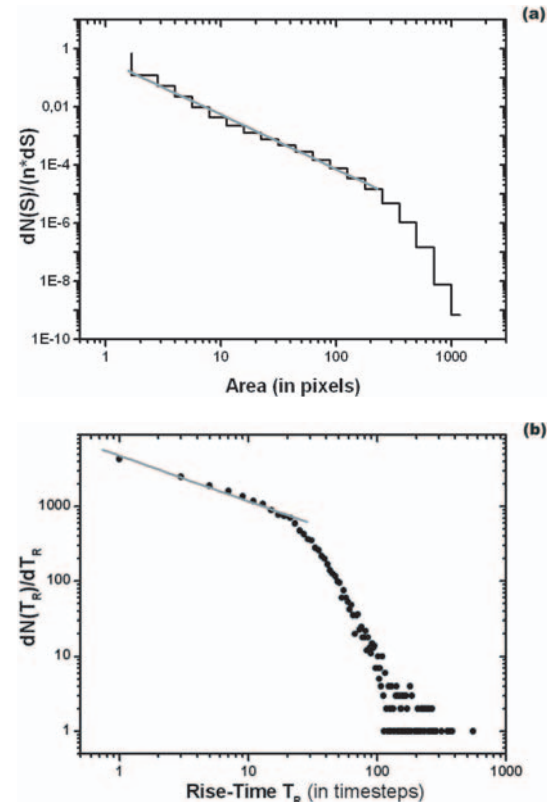 (a)
1
0,01
1E-4
1E-6
1E-8
1E-10
dN(S)/(n*dS)
1 10 100 1000
Area (in pixels)
(b)
1000
100
10
1
dN(T_R)/dT_R
1 10 100 1000
Rise-Time T_R (in timesteps)